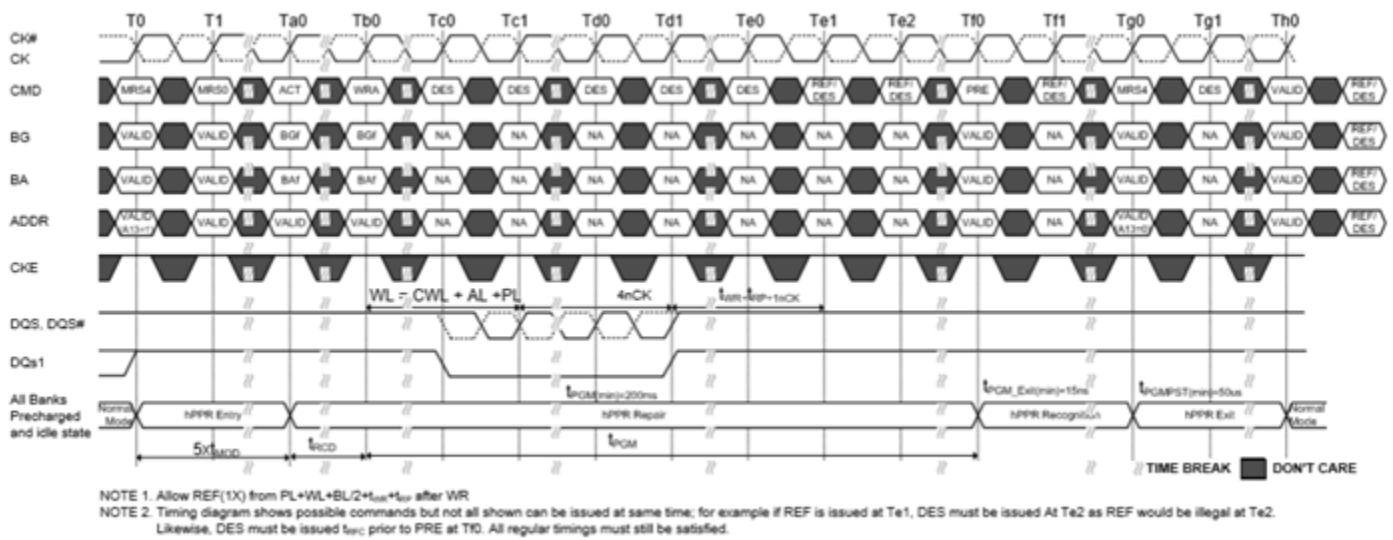 T0 T1 Ta0 Tb0 Tc0 Tc1 Td0 Td1 Te0 Te1 Te2 Tf0 Tf1 Tg0 Tg1 Th0
CK#
CK
CMD MRS4 MRS0 ACT WRA DES DES DES DES DES REF/DES REF/DES PRE REF/DES MRS4 DES VALID REF/DES
BG VALID VALID BGf BGf NA NA NA NA NA NA NA VALID NA VALID NA VALID REF/DES
BA VALID VALID BAf BAf NA NA NA NA NA NA NA VALID NA VALID NA VALID REF/DES
ADDR VALID (A13=1) VALID VALID VALID NA NA NA NA NA NA NA VALID NA VALID (A13=0) NA VALID REF/DES
CKE
WL = CWL + AL +PL 4nCK tWR+tRP+1nCK
DQS, DQS#
DQs1
tPGM(min)=200ms tPGM_Exit(min)=15ns tPGMPST(min)=50us
All Banks
Precharged
and idle state
Normal Mode hPPR Entry hPPR Repair hPPR Recognition hPPR Exit Normal Mode
5xtMOD tRCD tPGM
TIME BREAK DON'T CARE
NOTE 1. Allow REF(1X) from PL+WL+BL/2+tWR+tRP after WR
NOTE 2. Timing diagram shows possible commands but not all shown can be issued at same time; for example if REF is issued at Te1, DES must be issued At Te2 as REF would be illegal at Te2.
Likewise, DES must be issued tRFC prior to PRE at Tf0. All regular timings must still be satisfied.